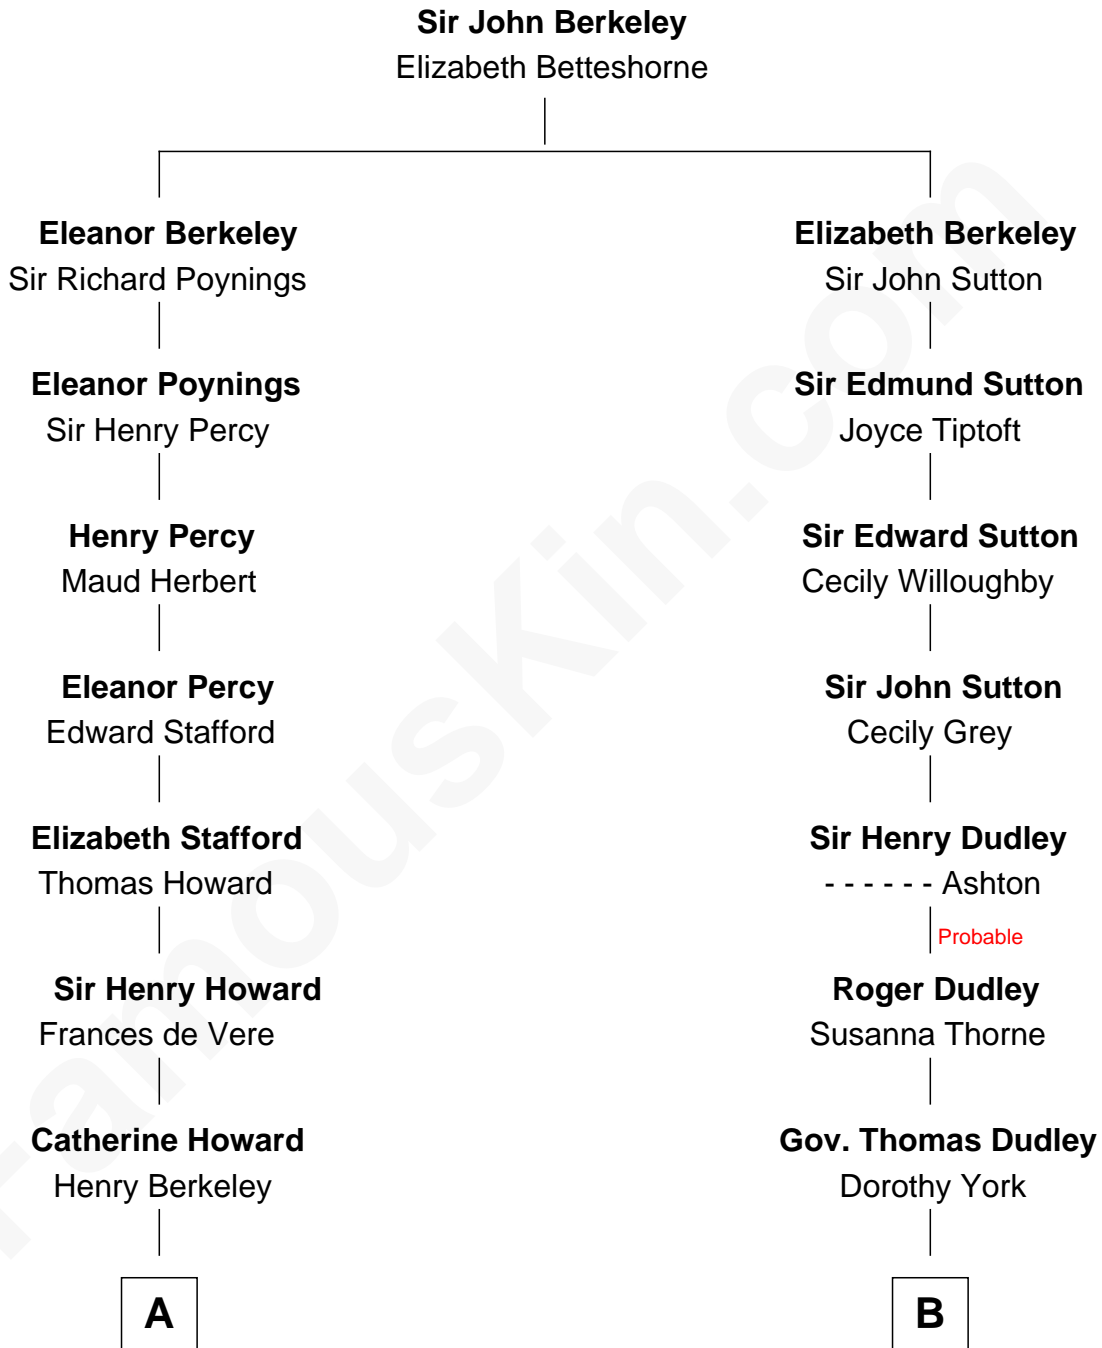 Sir John Berkeley
Elizabeth Betteshorne
Eleanor Berkeley
Sir Richard Poynings
Elizabeth Berkeley
Sir John Sutton
Eleanor Poynings
Sir Henry Percy
Sir Edmund Sutton
Joyce Tiptoft
Henry Percy
Maud Herbert
Sir Edward Sutton
Cecily Willoughby
Eleanor Percy
Edward Stafford
Sir John Sutton
Cecily Grey
Elizabeth Stafford
Thomas Howard
Sir Henry Dudley
- - - - - - Ashton
Probable
Sir Henry Howard
Frances de Vere
Roger Dudley
Susanna Thorne
Catherine Howard
Henry Berkeley
Gov. Thomas Dudley
Dorothy York
A
B
FamousKin.com